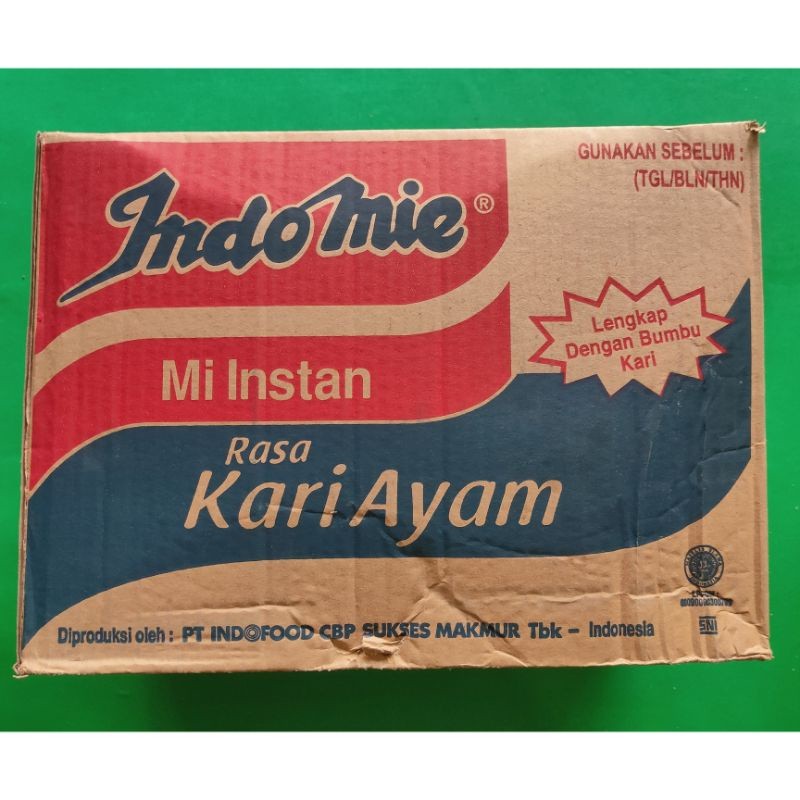 Indomie®
GUNAKAN SEBELUM :
(TGL/BLN/THN)
Lengkap
Dengan Bumbu
Kari
Mi Instan
Rasa
Kari Ayam
Diproduksi oleh : PT INDOFOOD CBP SUKSES MAKMUR Tbk – Indonesia
SNI